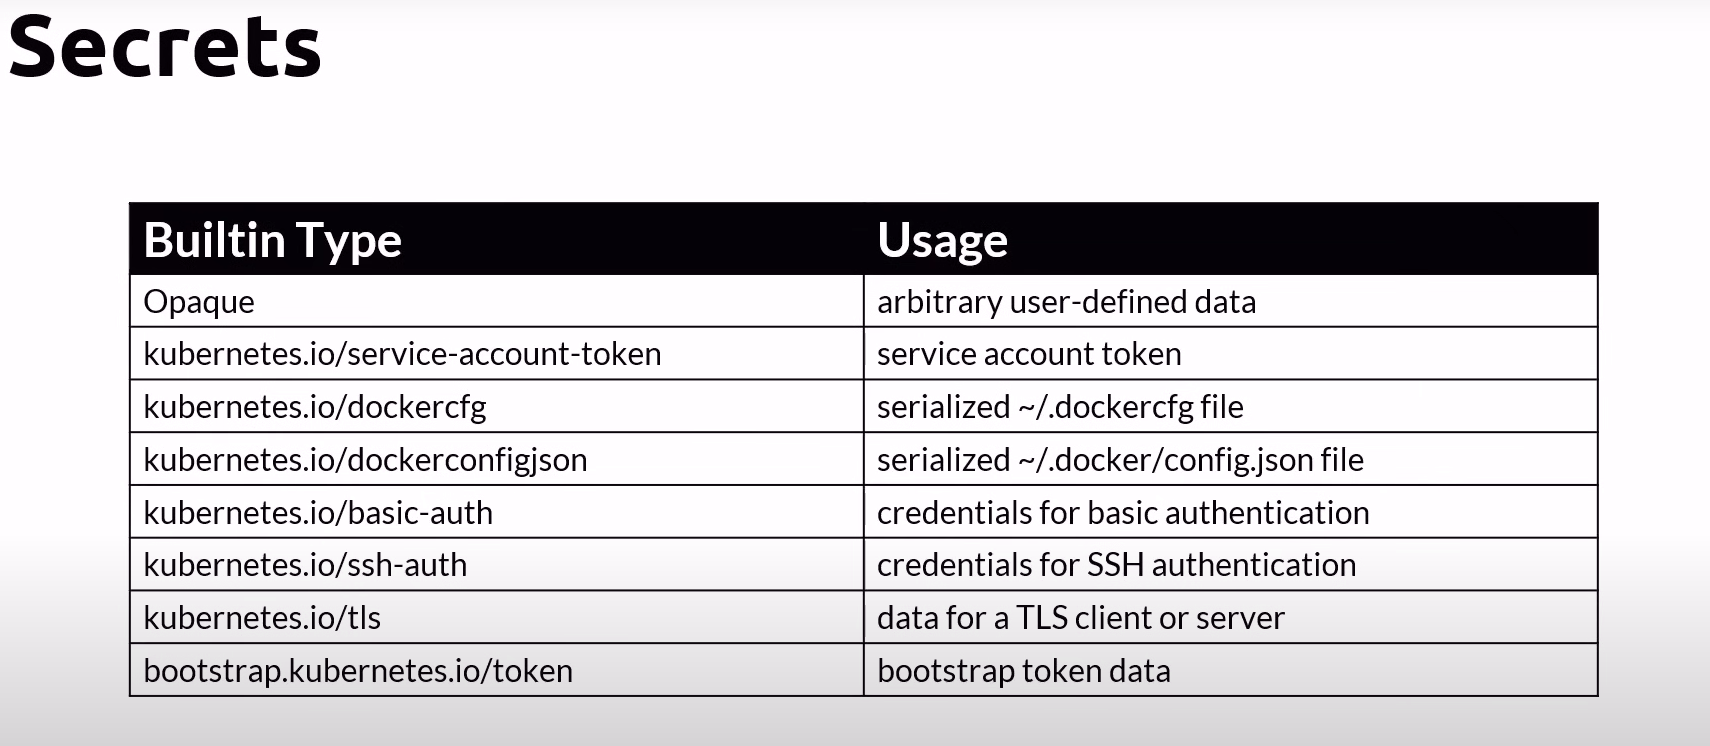 Secrets
Builtin Type Usage
Opaque arbitrary user-defined data
kubernetes.io/service-account-token service account token
kubernetes.io/dockercfg serialized ~/.dockercfg file
kubernetes.io/dockerconfigjson serialized ~/.docker/config.json file
kubernetes.io/basic-auth credentials for basic authentication
kubernetes.io/ssh-auth credentials for SSH authentication
kubernetes.io/tls data for a TLS client or server
bootstrap.kubernetes.io/token bootstrap token data